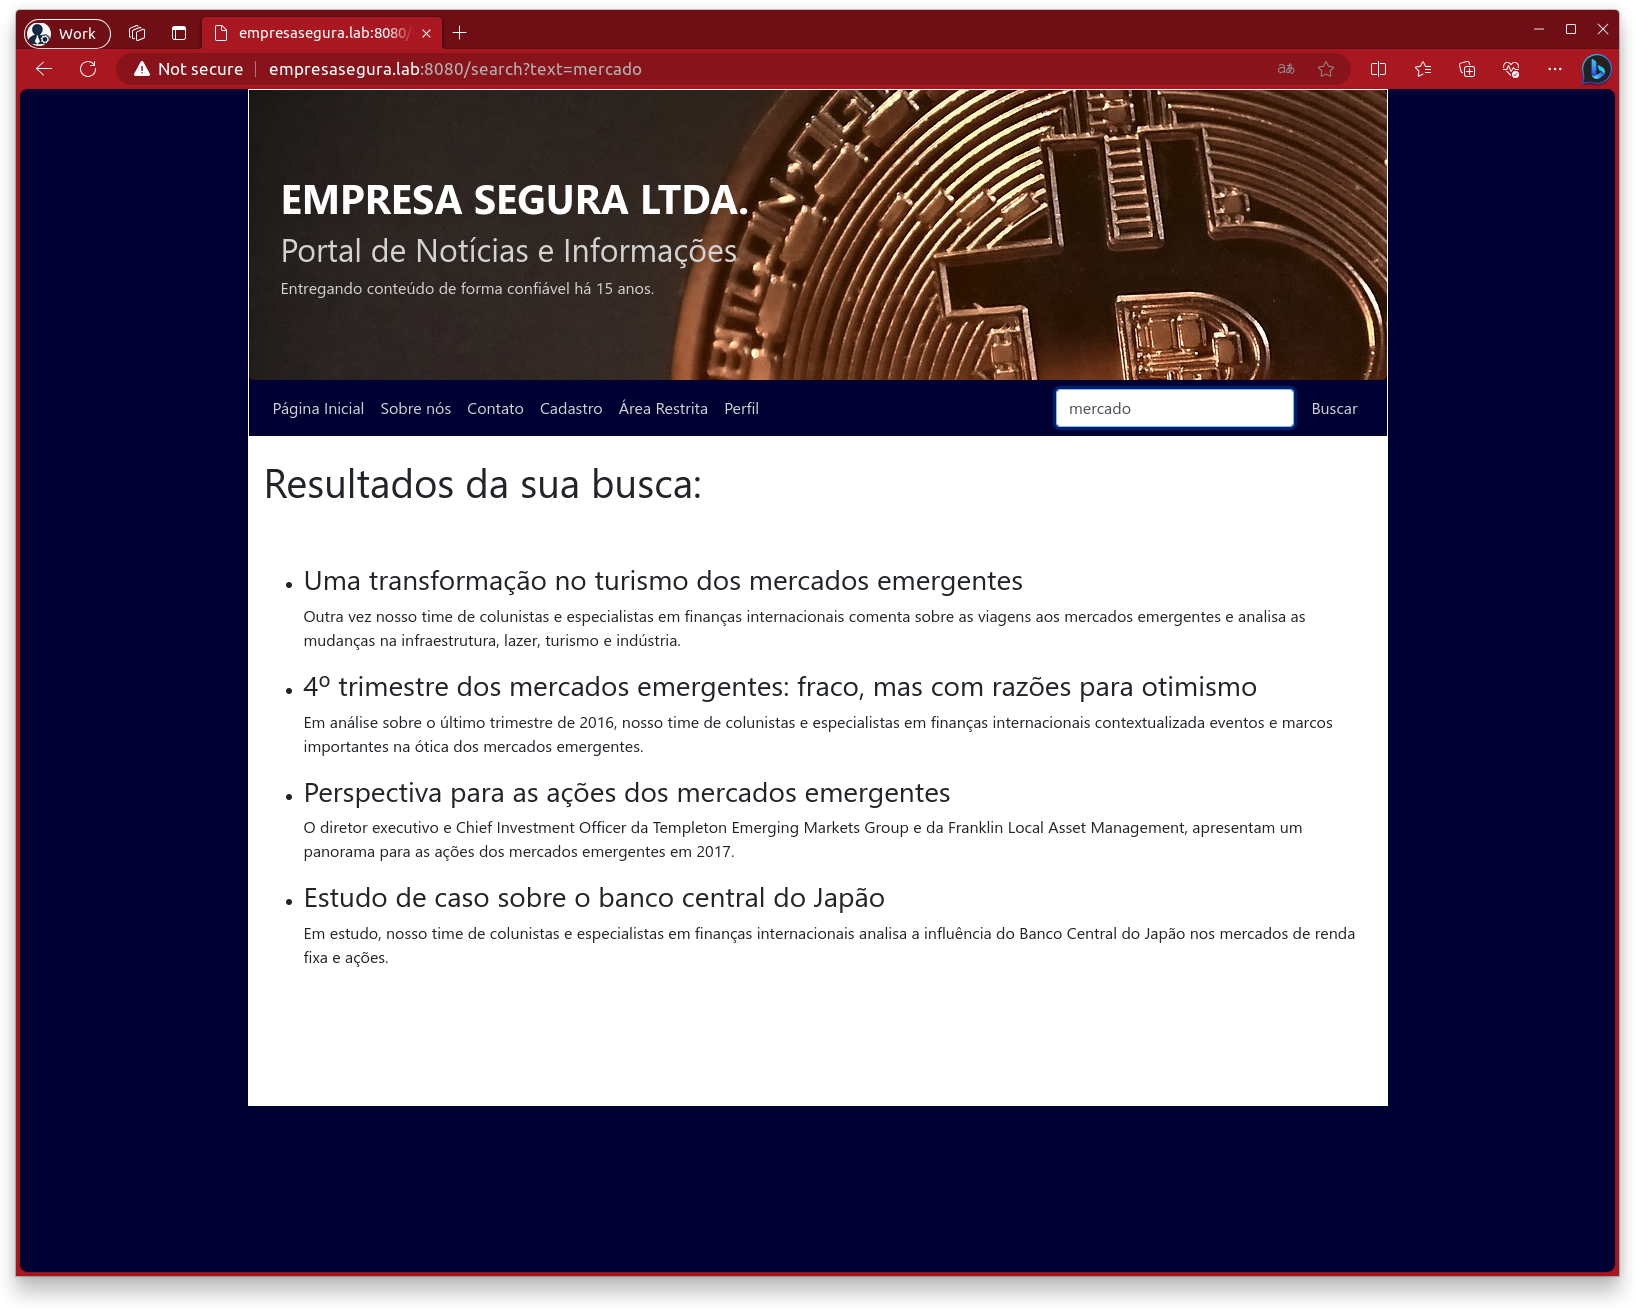 Work
empresasegura.lab:8080/
Not secure
empresasegura.lab:8080/search?text=mercado
EMPRESA SEGURA LTDA.
Portal de Notícias e Informações
Entregando conteúdo de forma confiável há 15 anos.
Página Inicial Sobre nós Contato Cadastro Área Restrita Perfil mercado Buscar
Resultados da sua busca:
Uma transformação no turismo dos mercados emergentes
Outra vez nosso time de colunistas e especialistas em finanças internacionais comenta sobre as viagens aos mercados emergentes e analisa as
mudanças na infraestrutura, lazer, turismo e indústria.
4º trimestre dos mercados emergentes: fraco, mas com razões para otimismo
Em análise sobre o último trimestre de 2016, nosso time de colunistas e especialistas em finanças internacionais contextualizada eventos e marcos
importantes na ótica dos mercados emergentes.
Perspectiva para as ações dos mercados emergentes
O diretor executivo e Chief Investment Officer da Templeton Emerging Markets Group e da Franklin Local Asset Management, apresentam um
panorama para as ações dos mercados emergentes em 2017.
Estudo de caso sobre o banco central do Japão
Em estudo, nosso time de colunistas e especialistas em finanças internacionais analisa a influência do Banco Central do Japão nos mercados de renda
fixa e ações.